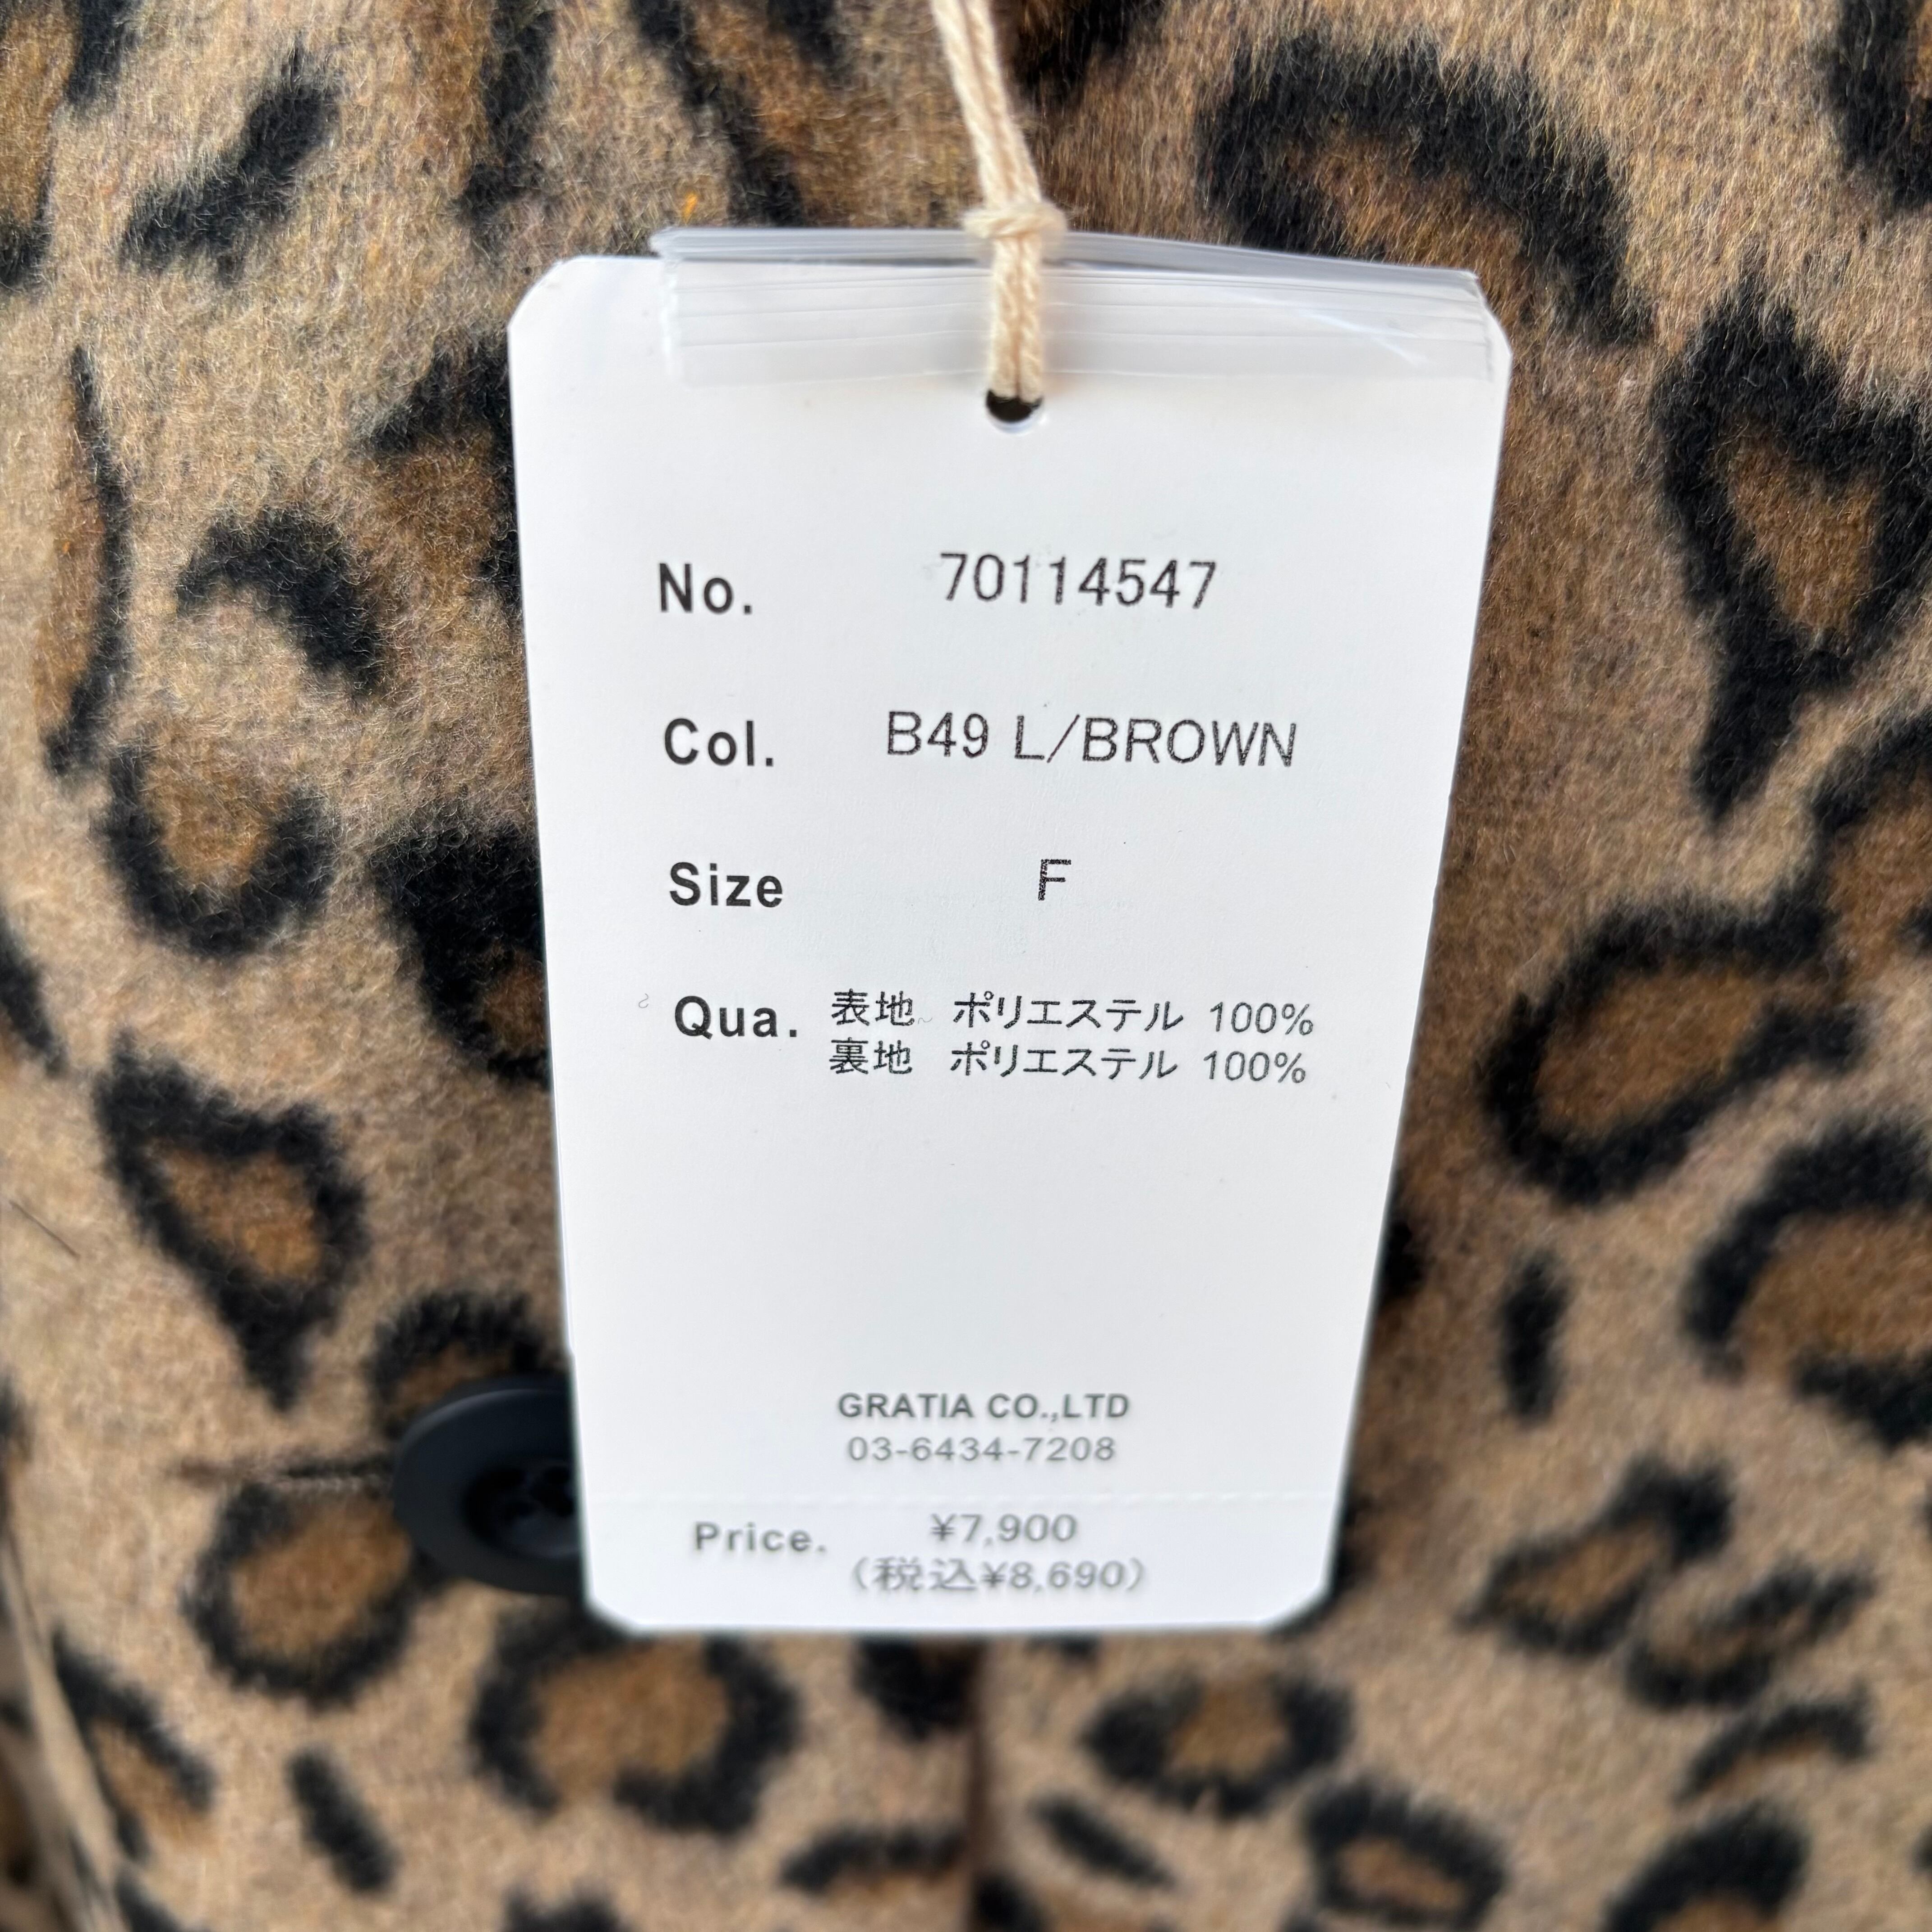 No. 70114547
Col. B49 L/BROWN
Size F
Qua. 表地 ポリエステル 100%
裏地 ポリエステル 100%
GRATIA CO.,LTD
03-6434-7208
Price. ¥7,900
(税込¥8,690)